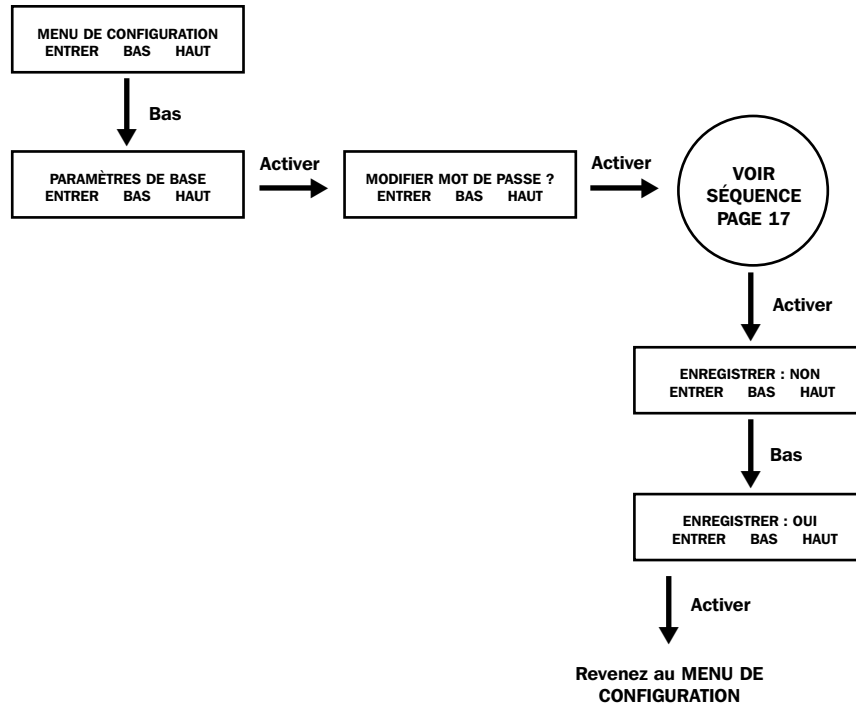 MENU DE CONFIGURATION
ENTRER BAS HAUT
Bas
PARAMÈTRES DE BASE
ENTRER BAS HAUT
Activer
MODIFIER MOT DE PASSE ?
ENTRER BAS HAUT
Activer
VOIR
SÉQUENCE
PAGE 17
Activer
ENREGISTRER : NON
ENTRER BAS HAUT
Bas
ENREGISTRER : OUI
ENTRER BAS HAUT
Activer
Revenez au MENU DE
CONFIGURATION